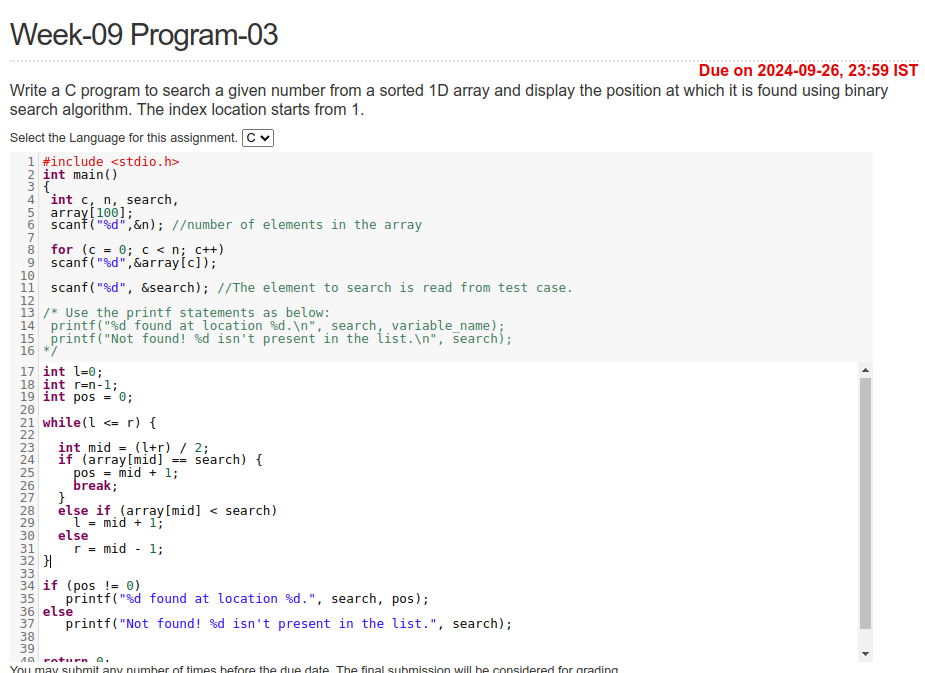 Week-09 Program-03
Due on 2024-09-26, 23:59 IST
Write a C program to search a given number from a sorted 1D array and display the position at which it is found using binary
search algorithm. The index location starts from 1.
Select the Language for this assignment. C
1 #include <stdio.h>
2 int main()
3 {
4  int c, n, search,
5  array[100];
6  scanf("%d",&n); //number of elements in the array
7
8  for (c = 0; c < n; c++)
9  scanf("%d",&array[c]);
10
11  scanf("%d", &search); //The element to search is read from test case.
12
13 /* Use the printf statements as below:
14  printf("%d found at location %d.\n", search, variable_name);
15  printf("Not found! %d isn't present in the list.\n", search);
16 */
17 int l=0;
18 int r=n-1;
19 int pos = 0;
20
21 while(l <= r) {
22
23   int mid = (l+r) / 2;
24   if (array[mid] == search) {
25     pos = mid + 1;
26     break;
27   }
28   else if (array[mid] < search)
29     l = mid + 1;
30   else
31     r = mid - 1;
32 }
33
34 if (pos != 0)
35    printf("%d found at location %d.", search, pos);
36 else
37    printf("Not found! %d isn't present in the list.", search);
38
39
40 return 0;
You may submit any number of times before the due date. The final submission will be considered for grading.